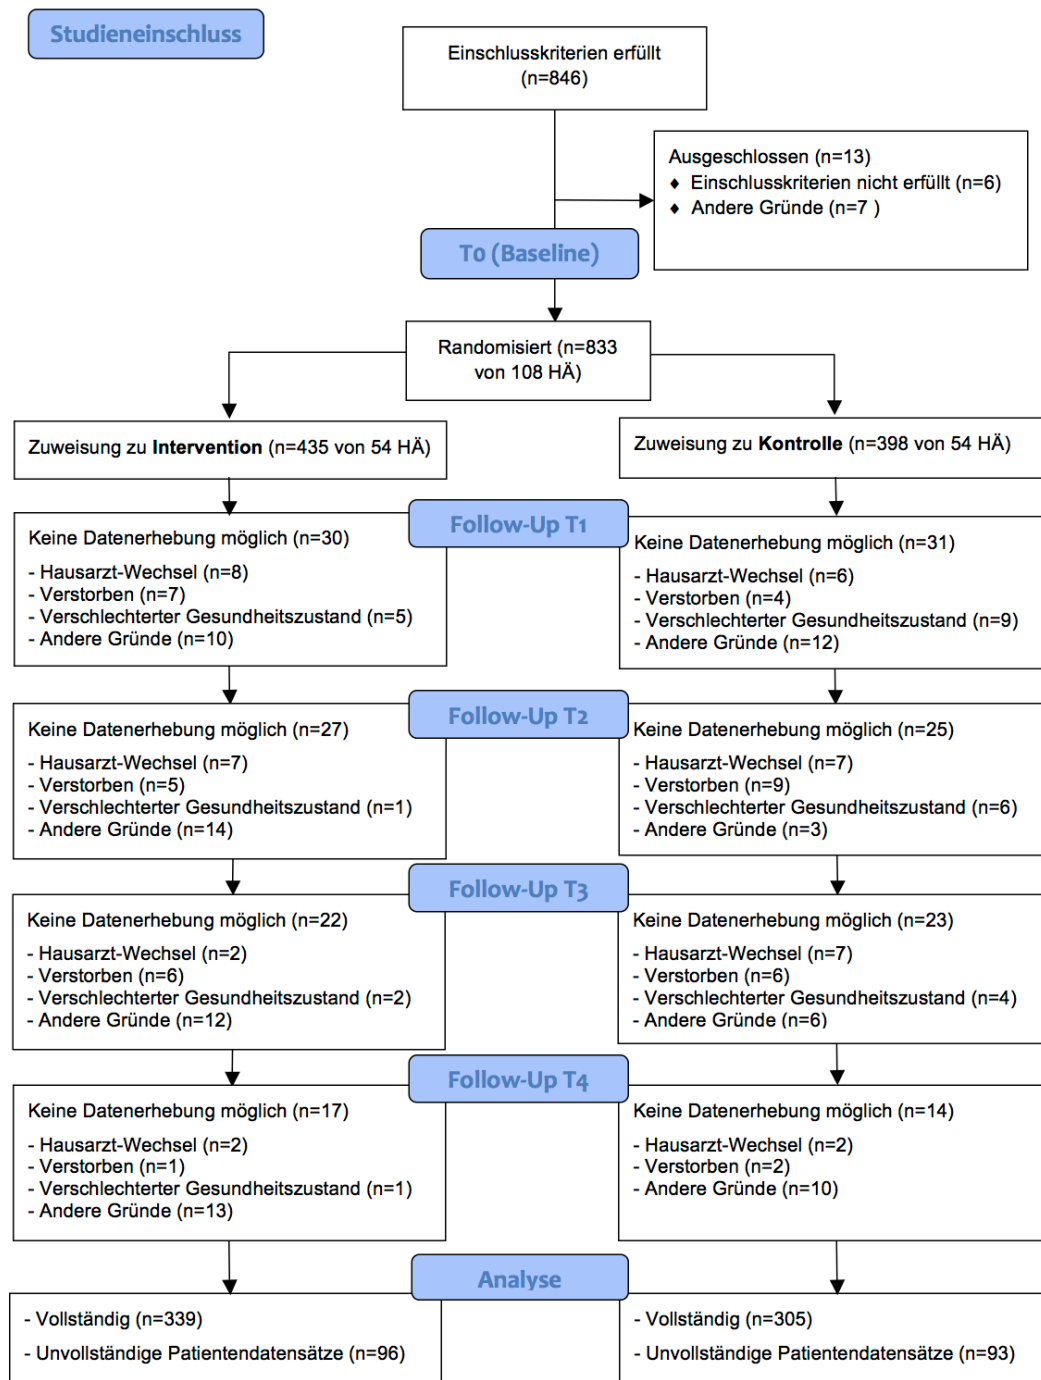 Studieneinschluss
Einschlusskriterien erfüllt
(n=846)
Ausgeschlossen (n=13)
♦ Einschlusskriterien nicht erfüllt (n=6)
♦ Andere Gründe (n=7 )
T0 (Baseline)
Randomisiert (n=833
von 108 HÄ)
Zuweisung zu Intervention (n=435 von 54 HÄ)
Zuweisung zu Kontrolle (n=398 von 54 HÄ)
Follow-Up T1
Keine Datenerhebung möglich (n=30)
- Hausarzt-Wechsel (n=8)
- Verstorben (n=7)
- Verschlechterter Gesundheitszustand (n=5)
- Andere Gründe (n=10)
Keine Datenerhebung möglich (n=31)
- Hausarzt-Wechsel (n=6)
- Verstorben (n=4)
- Verschlechterter Gesundheitszustand (n=9)
- Andere Gründe (n=12)
Follow-Up T2
Keine Datenerhebung möglich (n=27)
- Hausarzt-Wechsel (n=7)
- Verstorben (n=5)
- Verschlechterter Gesundheitszustand (n=1)
- Andere Gründe (n=14)
Keine Datenerhebung möglich (n=25)
- Hausarzt-Wechsel (n=7)
- Verstorben (n=9)
- Verschlechterter Gesundheitszustand (n=6)
- Andere Gründe (n=3)
Follow-Up T3
Keine Datenerhebung möglich (n=22)
- Hausarzt-Wechsel (n=2)
- Verstorben (n=6)
- Verschlechterter Gesundheitszustand (n=2)
- Andere Gründe (n=12)
Keine Datenerhebung möglich (n=23)
- Hausarzt-Wechsel (n=7)
- Verstorben (n=6)
- Verschlechterter Gesundheitszustand (n=4)
- Andere Gründe (n=6)
Follow-Up T4
Keine Datenerhebung möglich (n=17)
- Hausarzt-Wechsel (n=2)
- Verstorben (n=1)
- Verschlechterter Gesundheitszustand (n=1)
- Andere Gründe (n=13)
Keine Datenerhebung möglich (n=14)
- Hausarzt-Wechsel (n=2)
- Verstorben (n=2)
- Andere Gründe (n=10)
Analyse
- Vollständig (n=339)
- Unvollständige Patientendatensätze (n=96)
- Vollständig (n=305)
- Unvollständige Patientendatensätze (n=93)